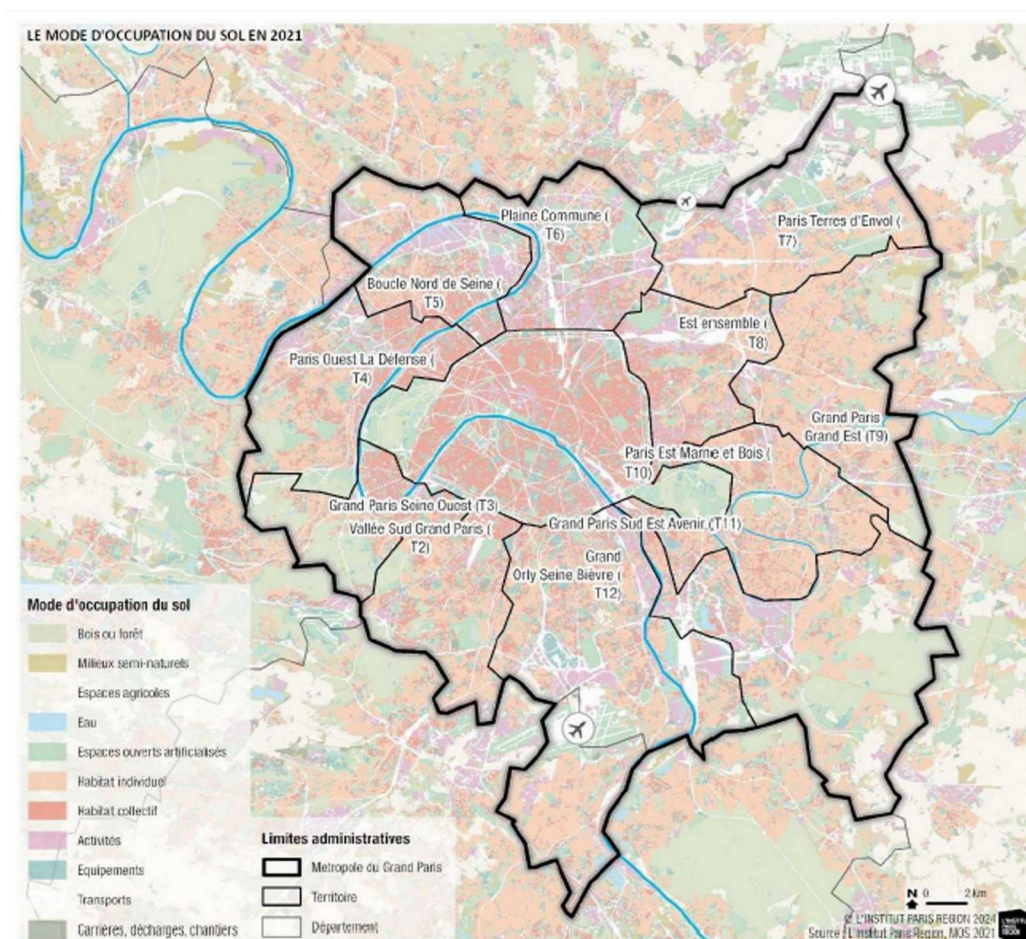 LE MODE D'OCCUPATION DU SOL EN 2021
Plaine Commune (
T6)
Paris Terres d'Envol (
T7)
Boucle Nord de Seine (
T5)
Est ensemble (
T8)
Paris Ouest La Défense (
T4)
Grand Paris
Grand Est (T9)
Paris Est Marne et Bois (
T10)
Grand Paris Seine Ouest (T3)
Vallée Sud Grand Paris (
T2)
Grand Paris Sud Est Avenir (T11)
Grand
Orly Seine Bièvre (
T12)
Mode d'occupation du sol
Bois ou forêt
Milieux semi-naturels
Espaces agricoles
Eau
Espaces ouverts artificialisés
Habitat individuel
Habitat collectif
Activités
Equipements
Transports
Carrières, décharges, chantiers
Limites administratives
Metropole du Grand Paris
Territoire
Département
N 0 2 km
© L'INSTITUT PARIS REGION 2024
Source : L'Institut Paris Region, MOS 2021
L'INSTITUT
PARIS
REGION